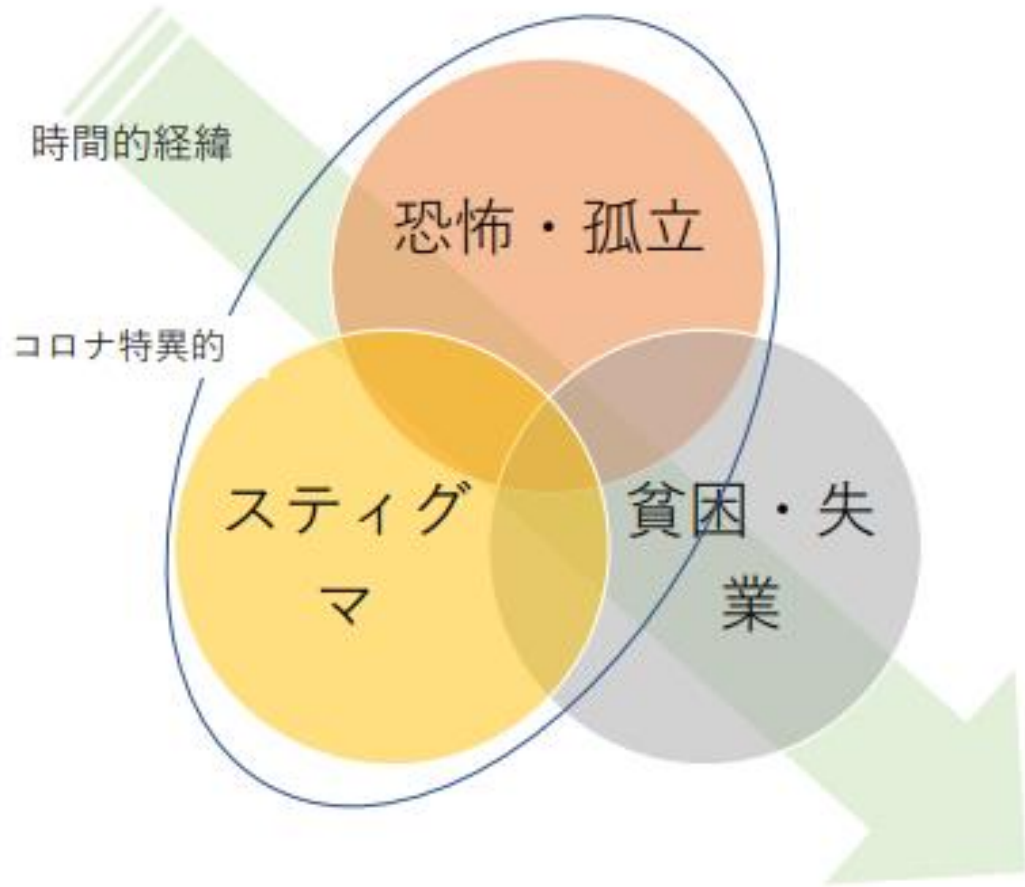 時間的経緯
恐怖・孤立
コロナ特異的
スティグ
マ
貧困・失
業